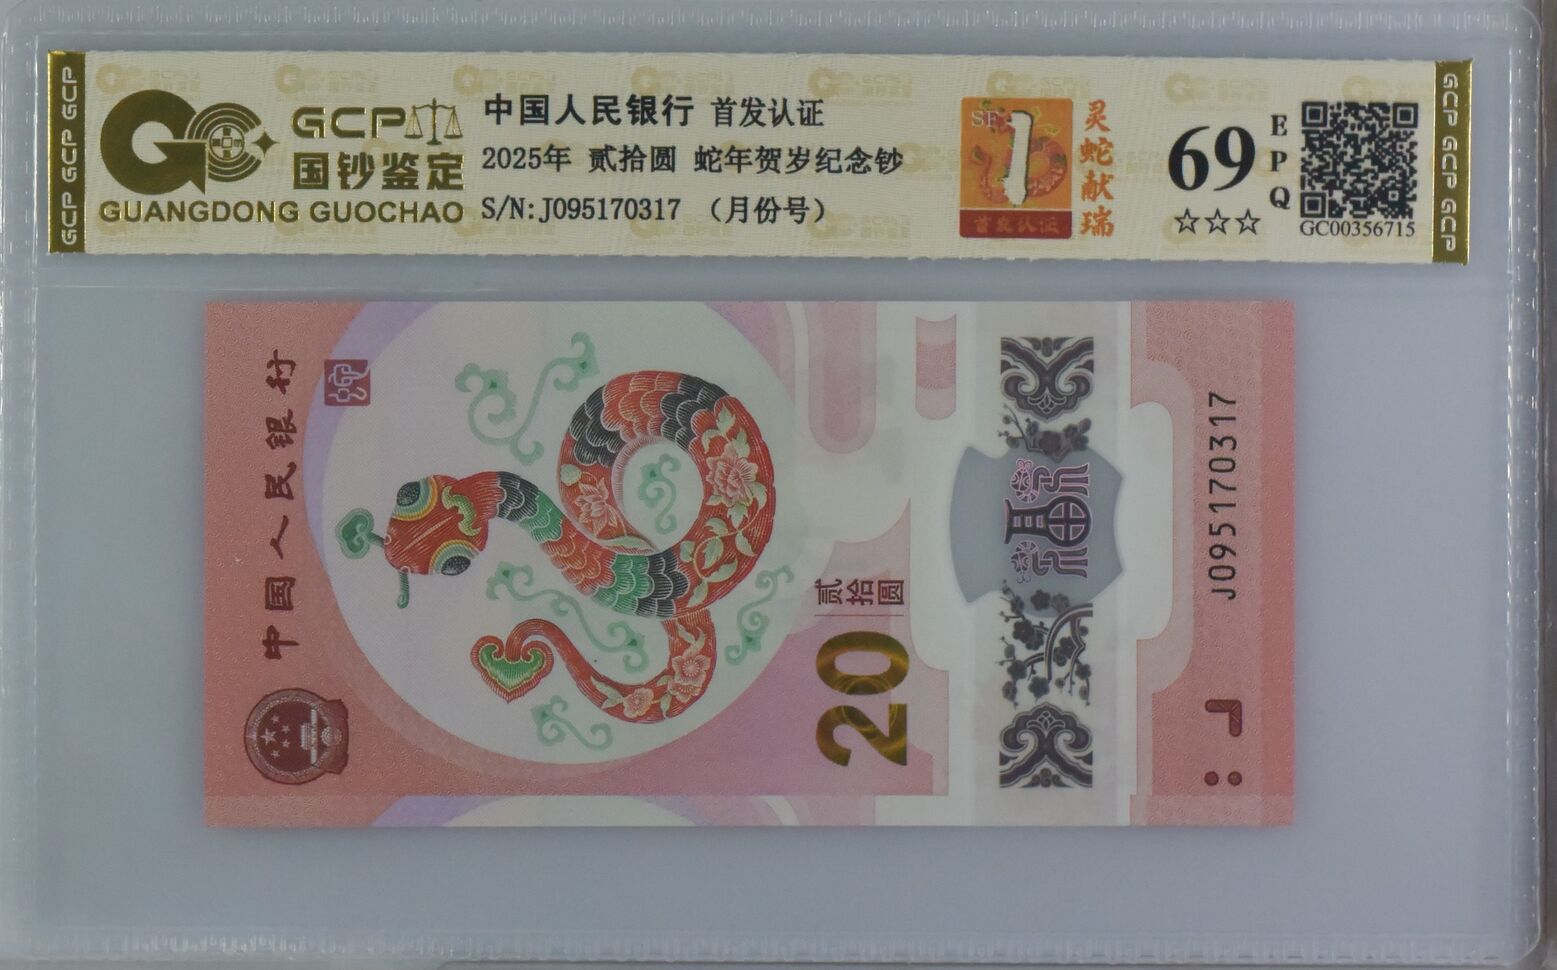 GCP GCP GCP
GCP
国钞鉴定
GUANGDONG GUOCHAO
中国人民银行 首发认证
2025年 贰拾圆 蛇年贺岁纪念钞
S/N:J095170317 (月份号)
首发认证
灵蛇献瑞
69
EPQ
☆☆☆
GC00356715
GCP GCP GCP
中国人民银行
贰拾圆
20
福
J095170317